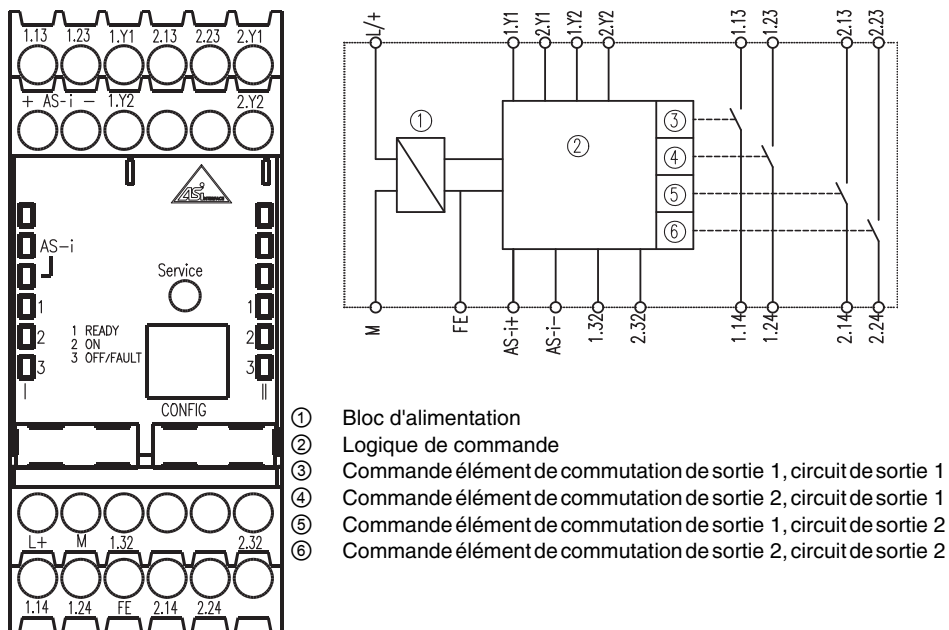 1.13 1.23 1.Y1 2.13 2.23 2.Y1
+ AS-i − 1.Y2 2.Y2
ASi
INTERFACE
AS-i
Service
1 1
2 2
3 3
1 READY
2 ON
3 OFF/FAULT
I II
CONFIG
L+ M 1.32 2.32
1.14 1.24 FE 2.14 2.24
L/+ 1.Y1 2.Y1 1.Y2 2.Y2 1.13 1.23 2.13 2.23
①
②
③
④
⑤
⑥
M FE AS-i+ AS-i− 1.32 2.32 1.14 1.24 2.14 2.24
① Bloc d'alimentation
② Logique de commande
③ Commande élément de commutation de sortie 1, circuit de sortie 1
④ Commande élément de commutation de sortie 2, circuit de sortie 1
⑤ Commande élément de commutation de sortie 1, circuit de sortie 2
⑥ Commande élément de commutation de sortie 2, circuit de sortie 2